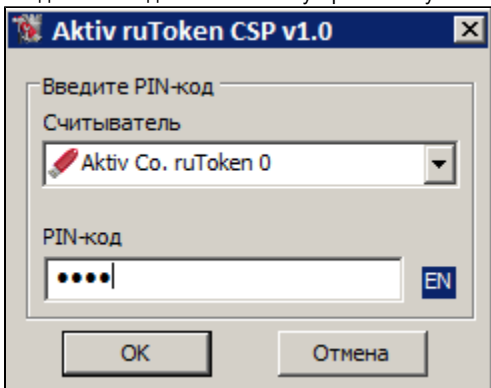 Aktiv ruToken CSP v1.0
Введите PIN-код
Считыватель
Aktiv Co. ruToken 0
PIN-код
••••
EN
OK
Отмена